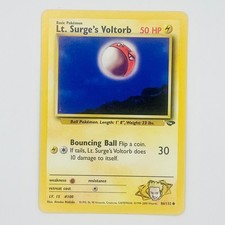 Basic Pokémon
Lt. Surge's Voltorb 50 HP
Ball Pokémon. Length: 1' 8", Weight: 23 lbs.
Bouncing Ball Flip a coin.
If tails, Lt. Surge's Voltorb does 30
10 damage to itself.
weakness resistance
retreat cost